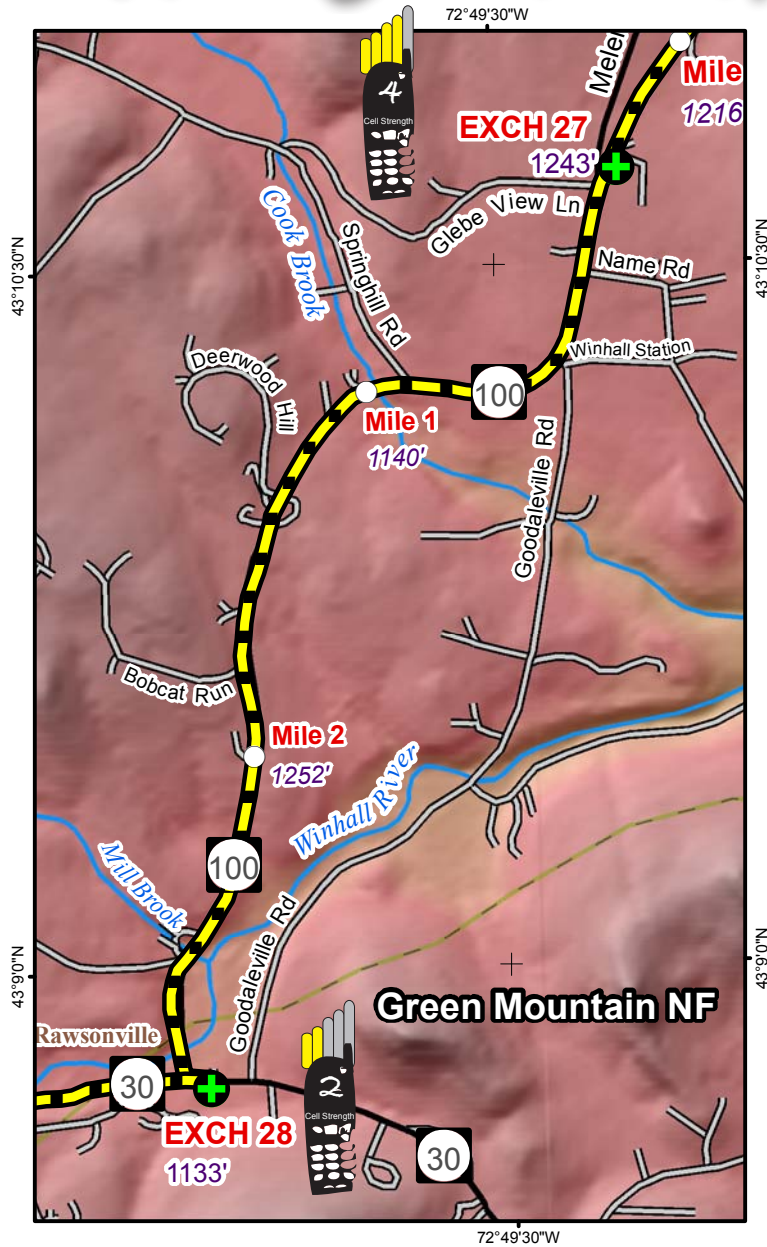 72°49'30"W
4
Cell Strength
Melen
Mile
1216
EXCH 27
1243'
Glebe View Ln
Cook Brook
Springhill Rd
Name Rd
43°10'30"N
43°10'30"N
Winhall Station
Deerwood Hill
100
Mile 1
1140'
Goodaleville Rd
Bobcat Run
Mile 2
1252'
Winhall River
Mill Brook
100
Goodaleville Rd
43°9'0"N
43°9'0"N
Green Mountain NF
Rawsonville
30
2
Cell Strength
EXCH 28
1133'
30
72°49'30"W